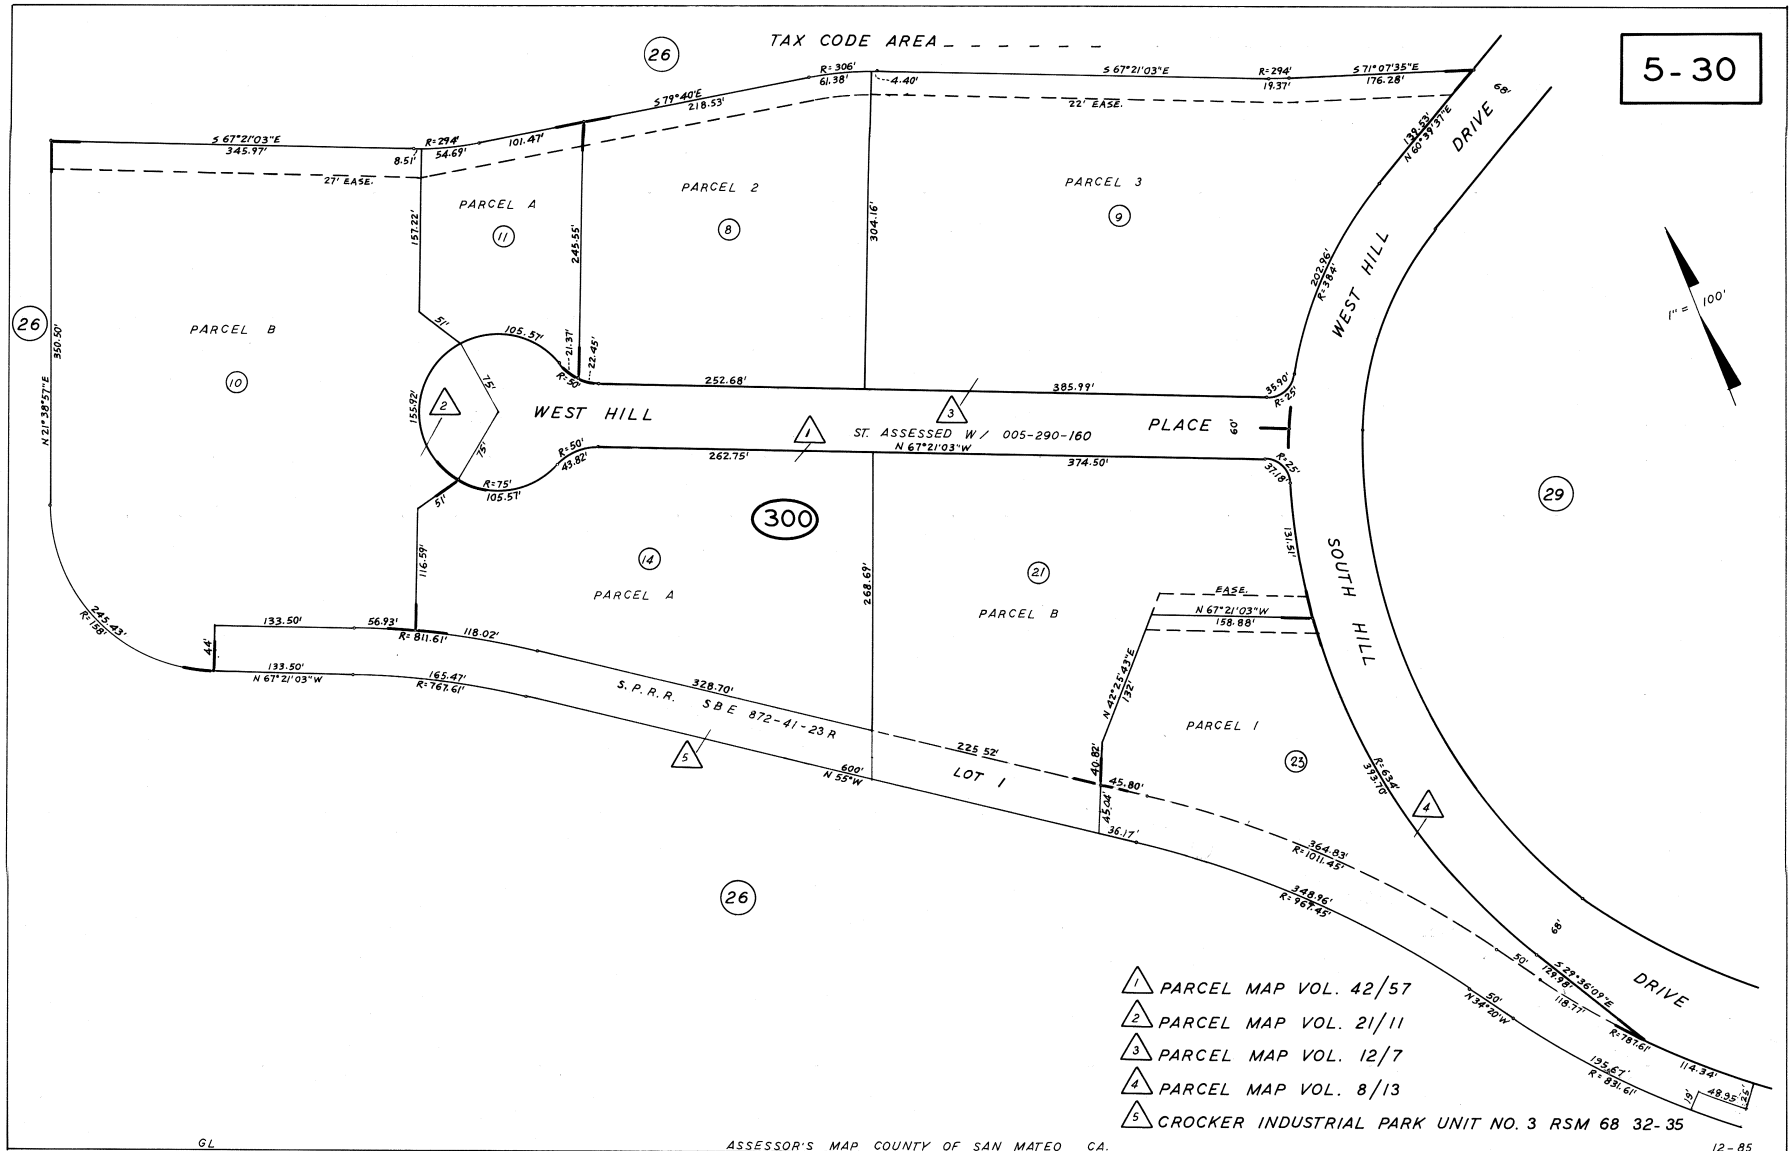 TAX CODE AREA_ _ _ _ _ _
5-30
26
S 67°21'03"E
345.97'
8.51'
R=294'
54.69'
101.47'
S 79°40'E
218.53'
R=306'
61.38'
4.40'
S 67°21'03"E
R=294'
19.37'
S 71°07'35"E
176.28'
22' EASE.
27' EASE.
68'
DRIVE
139.53'
N 60°39'37"E
PARCEL A
11
PARCEL 2
8
PARCEL 3
9
157.22'
245.55'
304.16'
202.96'
R=384'
WEST HILL
1"= 100'
26
350.50'
N 21°38'57"E
PARCEL B
10
51'
105.57'
21.37'
22.45'
R=50'
252.68'
385.99'
35.90'
R=25'
75'
155.92'
2
WEST HILL
3
PLACE
60'
1
ST. ASSESSED W/ 005-290-160
N 67°21'03"W
75'
R=50'
43.82'
262.75'
374.50'
R=25'
37.18'
R=75'
105.57'
51'
300
29
116.59'
14
PARCEL A
268.69'
21
PARCEL B
131.51'
SOUTH HILL
EASE.
N 67°21'03"W
158.88'
245.43'
R=158'
44'
133.50'
56.93'
R=811.61'
118.02'
133.50'
N 67°21'03"W
165.47'
R=767.61'
328.70'
S.P.R.R. SBE 872-41-23R
N 42°25'43"E
132'
PARCEL 1
23
5
600'
N 55°W
225.52'
LOT 1
40.82'
45.80'
45.04'
36.17'
R=634'
393.70'
4
364.83'
R=1011.45'
348.96'
R=967.45'
26
68'
50'
S 29°36'09"E
129.98'
118.77'
DRIVE
50'
N 34°20'W
R=787.61'
195.67'
R=831.61'
114.34'
19'
48.95'
25'
1 PARCEL MAP VOL. 42/57
2 PARCEL MAP VOL. 21/11
3 PARCEL MAP VOL. 12/7
4 PARCEL MAP VOL. 8/13
5 CROCKER INDUSTRIAL PARK UNIT NO. 3 RSM 68 32-35
GL
ASSESSOR'S MAP COUNTY OF SAN MATEO CA.
12-85